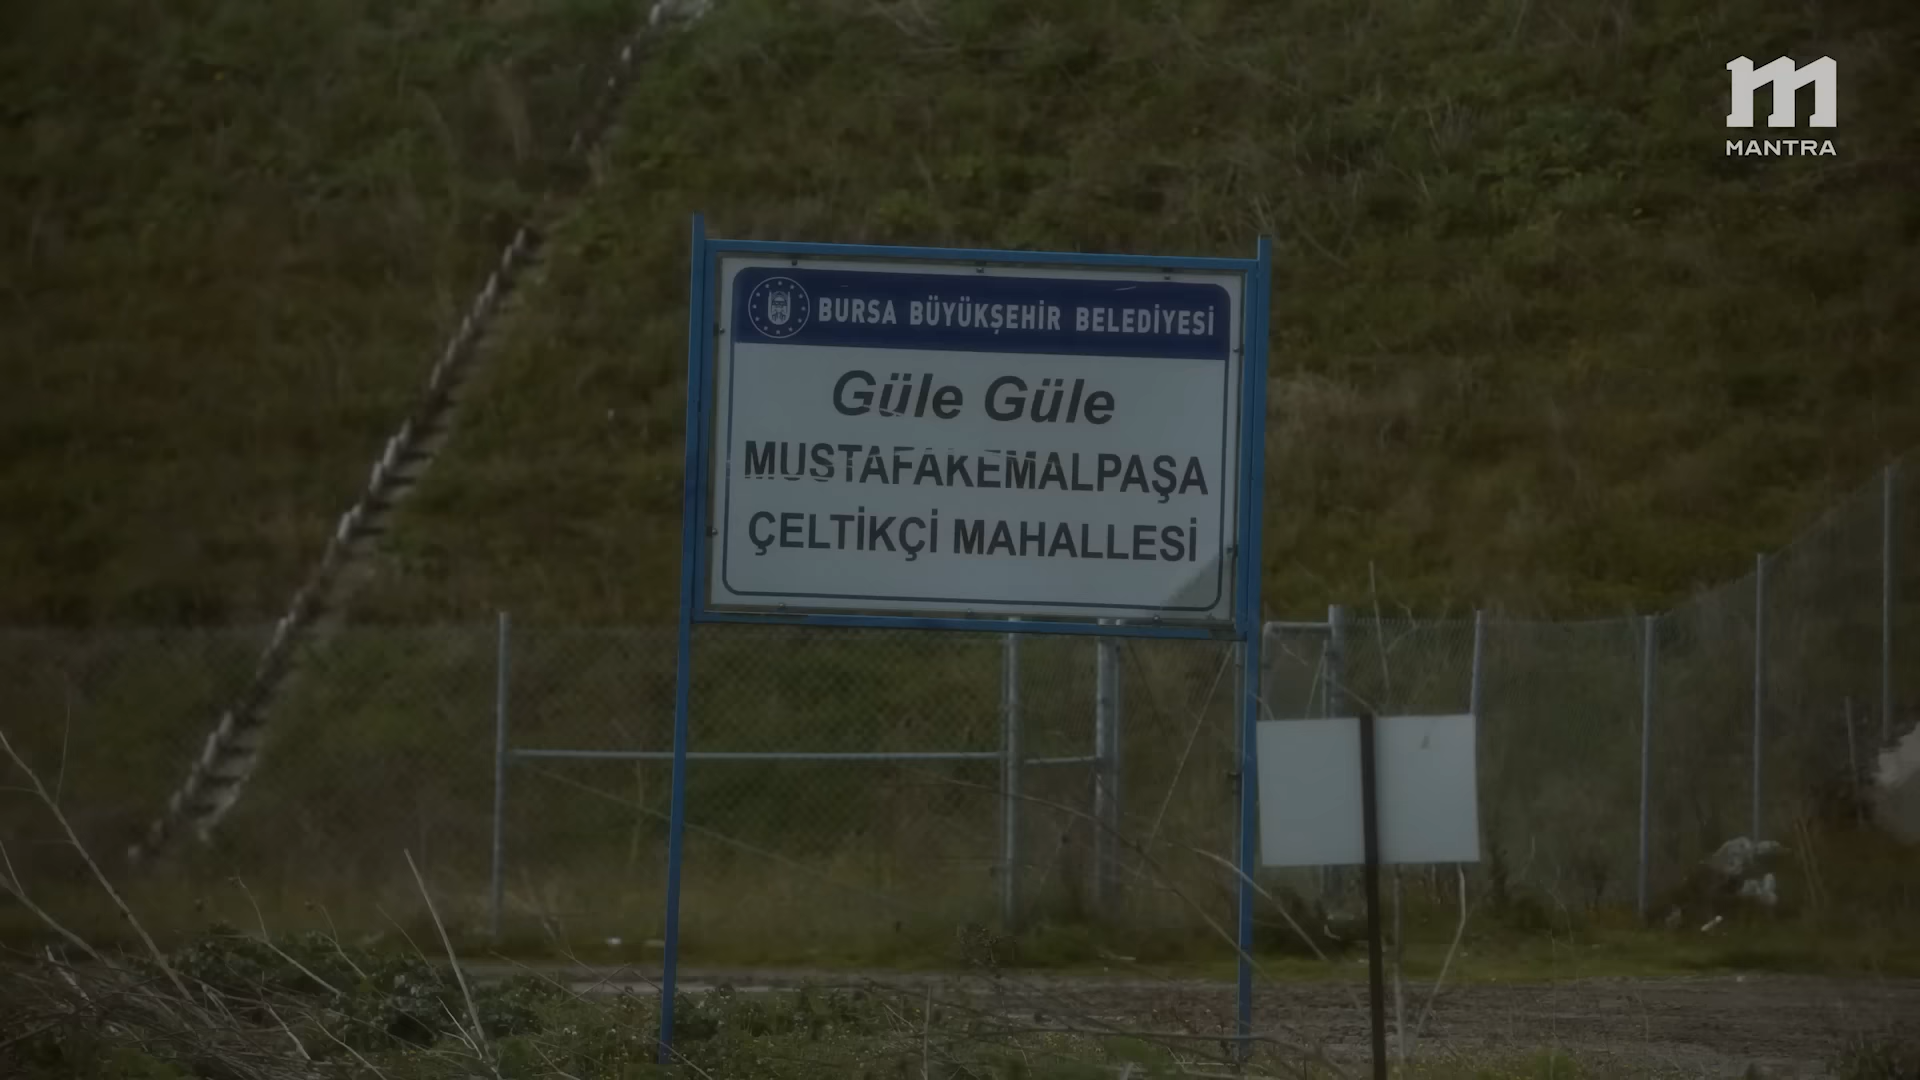 MANTRA
BURSA BÜYÜKŞEHİR BELEDİYESİ
Güle Güle
MUSTAFAKEMALPAŞA
ÇELTİKÇİ MAHALLESİ